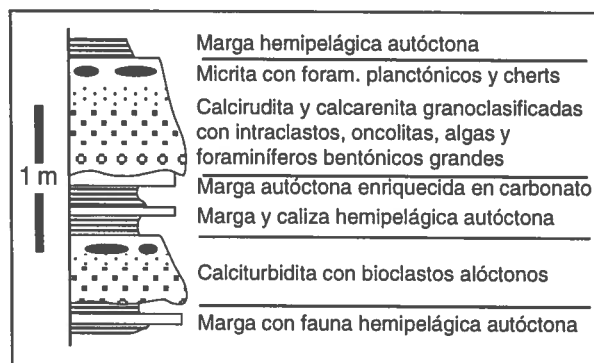 Marga hemipelágica autóctona
Micrita con foram. planctónicos y cherts
Calcirudita y calcarenita granoclasificadas
con intraclastos, oncolitas, algas y
foraminíferos bentónicos grandes
1 m
Marga autóctona enriquecida en carbonato
Marga y caliza hemipelágica autóctona
Calciturbidita con bioclastos alóctonos
Marga con fauna hemipelágica autóctona